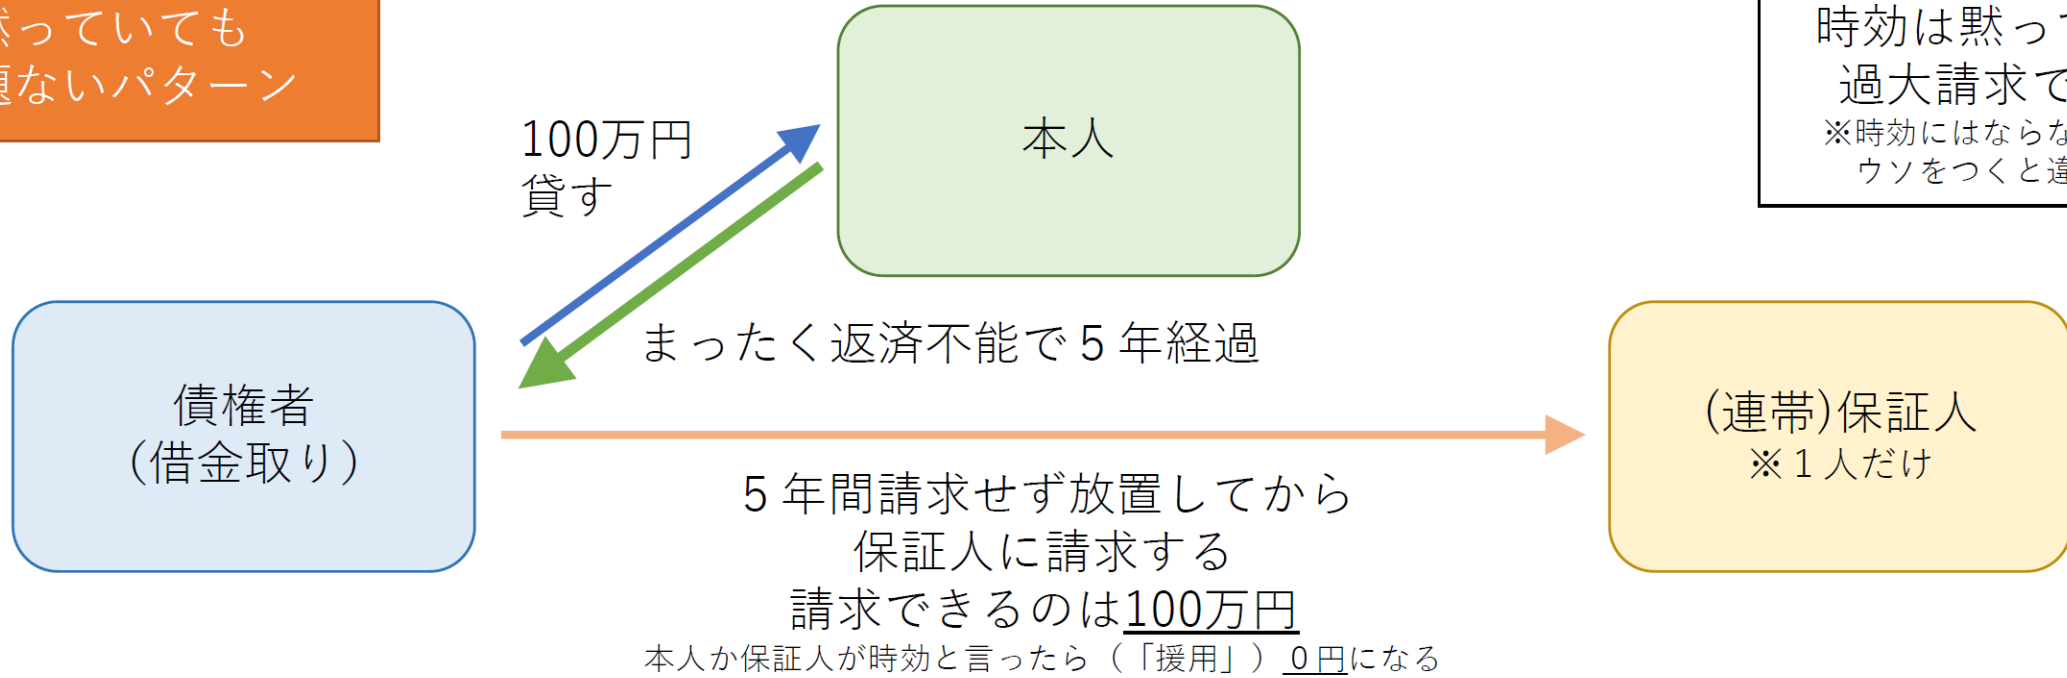 っていても
ないパターン
時効は黙っ
過大請求で
※時効にはならな
ウソをつくと
100万円
貸す
本人
まったく返済不能で5年経過
債権者
(借金取り)
(連帯)保証人
※1人だけ
5年間請求せず放置してから
保証人に請求する
請求できるのは100万円
本人か保証人が時効と言ったら(「援用」)0円になる